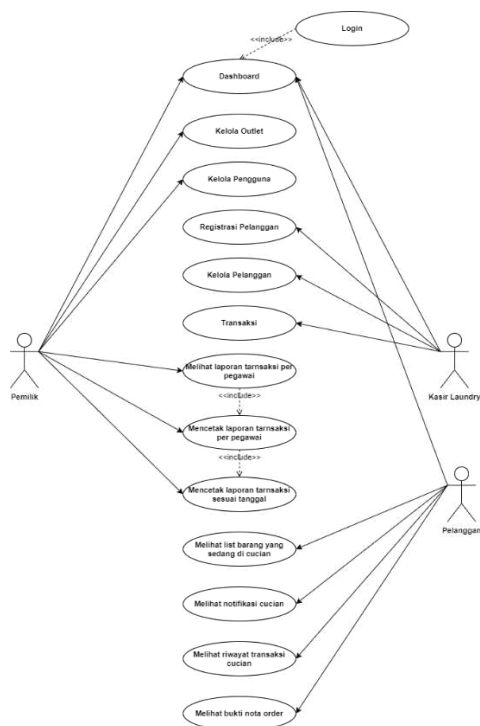 Login
<<include>>
Dashboard
Kelola Outlet
Kelola Pengguna
Registrasi Pelanggan
Kelola Pelanggan
Transaksi
Melihat laporan tarnsaksi per
pegawai
Pemilik
Kasir Laundry
<<include>>
Mencetak laporan tarnsaksi
per pegawai
<<include>>
Mencetak laporan tarnsaksi
sesuai tanggal
Pelanggan
Melihat list barang yang
sedang di cucian
Melihat notifikasi cucian
Melihat riwayat transaksi
cucian
Melihat bukti nota order